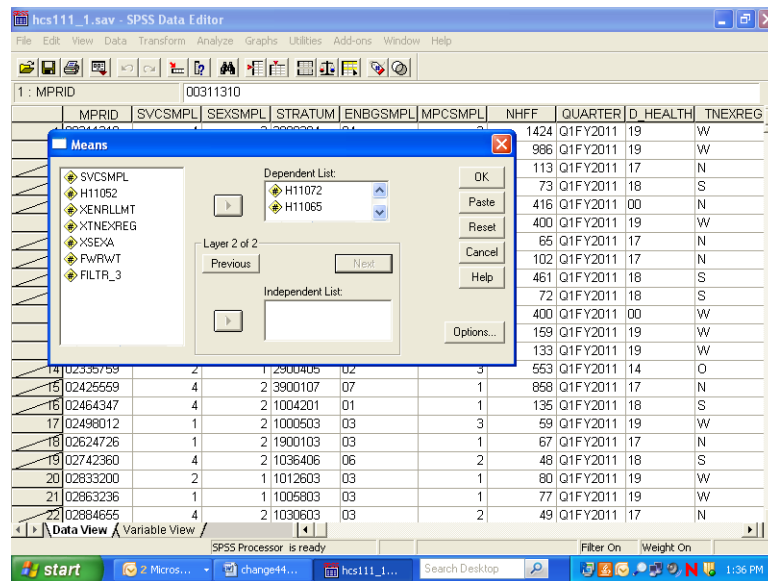 hcs111_1.sav - SPSS Data Editor
File Edit View Data Transform Analyze Graphs Utilities Add-ons Window Help
1 : MPRID 00311310
MPRID SVCSMPL SEXSMPL STRATUM ENBGSMPL MPCSMPL NHFF QUARTER D_HEALTH TNEXREG
1424 Q1FY2011 19 W
986 Q1FY2011 19 W
113 Q1FY2011 17 N
73 Q1FY2011 18 S
416 Q1FY2011 00 N
400 Q1FY2011 19 W
65 Q1FY2011 17 N
102 Q1FY2011 17 N
461 Q1FY2011 18 S
72 Q1FY2011 18 S
400 Q1FY2011 00 W
159 Q1FY2011 19 W
133 Q1FY2011 19 W
Means
SVCSMPL
H11052
XENRLLMT
XTNEXREG
XSEXA
FWRWT
FILTR_3
Dependent List:
H11072
H11065
Layer 2 of 2
Previous Next
Independent List:
OK
Paste
Reset
Cancel
Help
Options...
14 02335759 2 1 2900405 02 3 553 Q1FY2011 14 O
15 02425559 4 2 3900107 07 1 858 Q1FY2011 17 N
16 02464347 4 2 1004201 01 1 135 Q1FY2011 18 S
17 02498012 1 2 1000503 03 3 59 Q1FY2011 19 W
18 02624726 1 2 1900103 03 1 67 Q1FY2011 17 N
19 02742360 4 2 1036406 06 2 48 Q1FY2011 18 S
20 02833200 2 1 1012603 03 1 80 Q1FY2011 19 W
21 02863236 1 1 1005803 03 1 77 Q1FY2011 19 W
22 02884655 4 2 1030603 03 2 49 Q1FY2011 17 N
Data View Variable View
SPSS Processor is ready Filter On Weight On
start 2 Micros... change44... hcs111_1... Search Desktop 1:36 PM